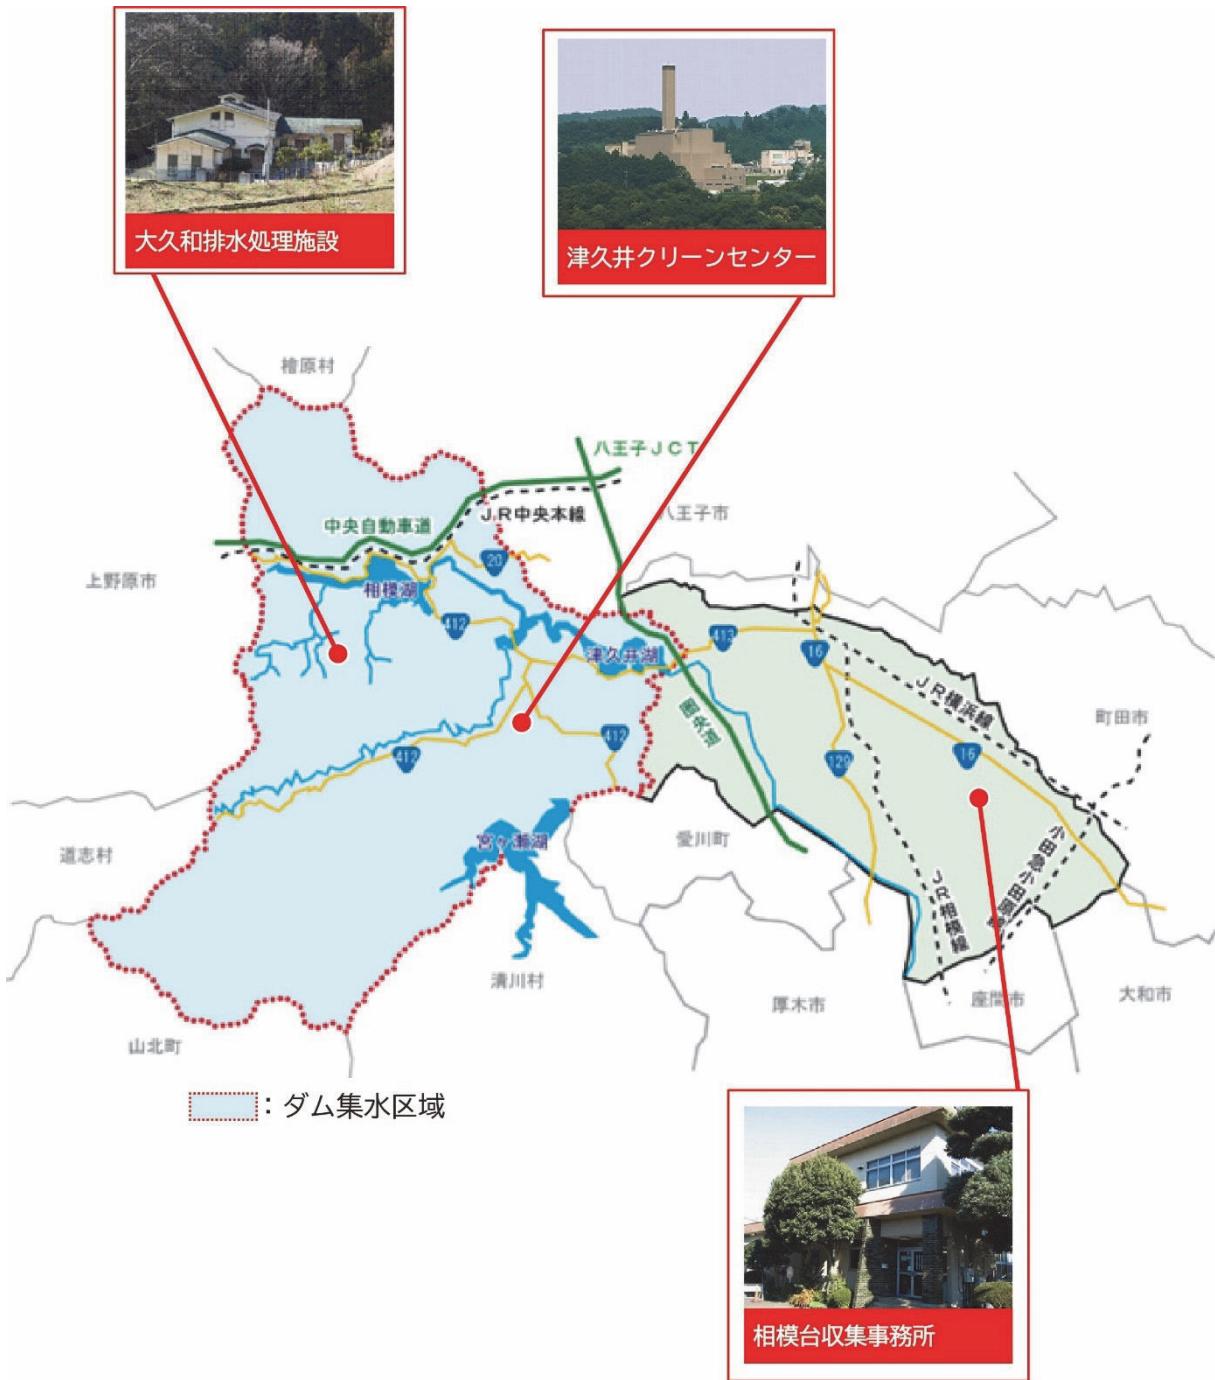 大久和排水処理施設
津久井クリーンセンター
檜原村
八王子JCT
中央自動車道
JR中央本線
八王子市
上野原市
相模湖
20
412
津久井湖
413
16
圏央道
JR横浜線
町田市
412
412
129
16
道志村
宮ヶ瀬湖
愛川町
小田急小田原線
JR相模線
清川村
厚木市
座間市
大和市
山北町
：ダム集水区域
相模台収集事務所